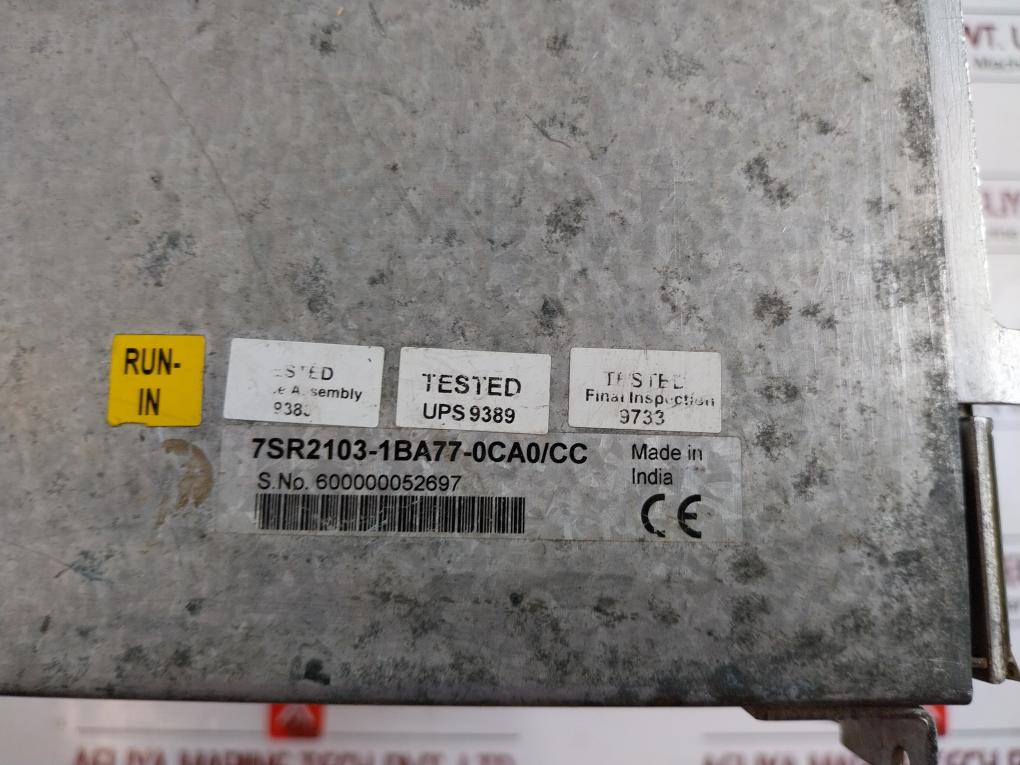 RUN-
IN
TESTED
Assembly
TESTED
UPS 9389
TESTED
Final Inspection
9733
7SR2103-1BA77-0CA0/CC
S.No. 600000052697
Made in
India
CE